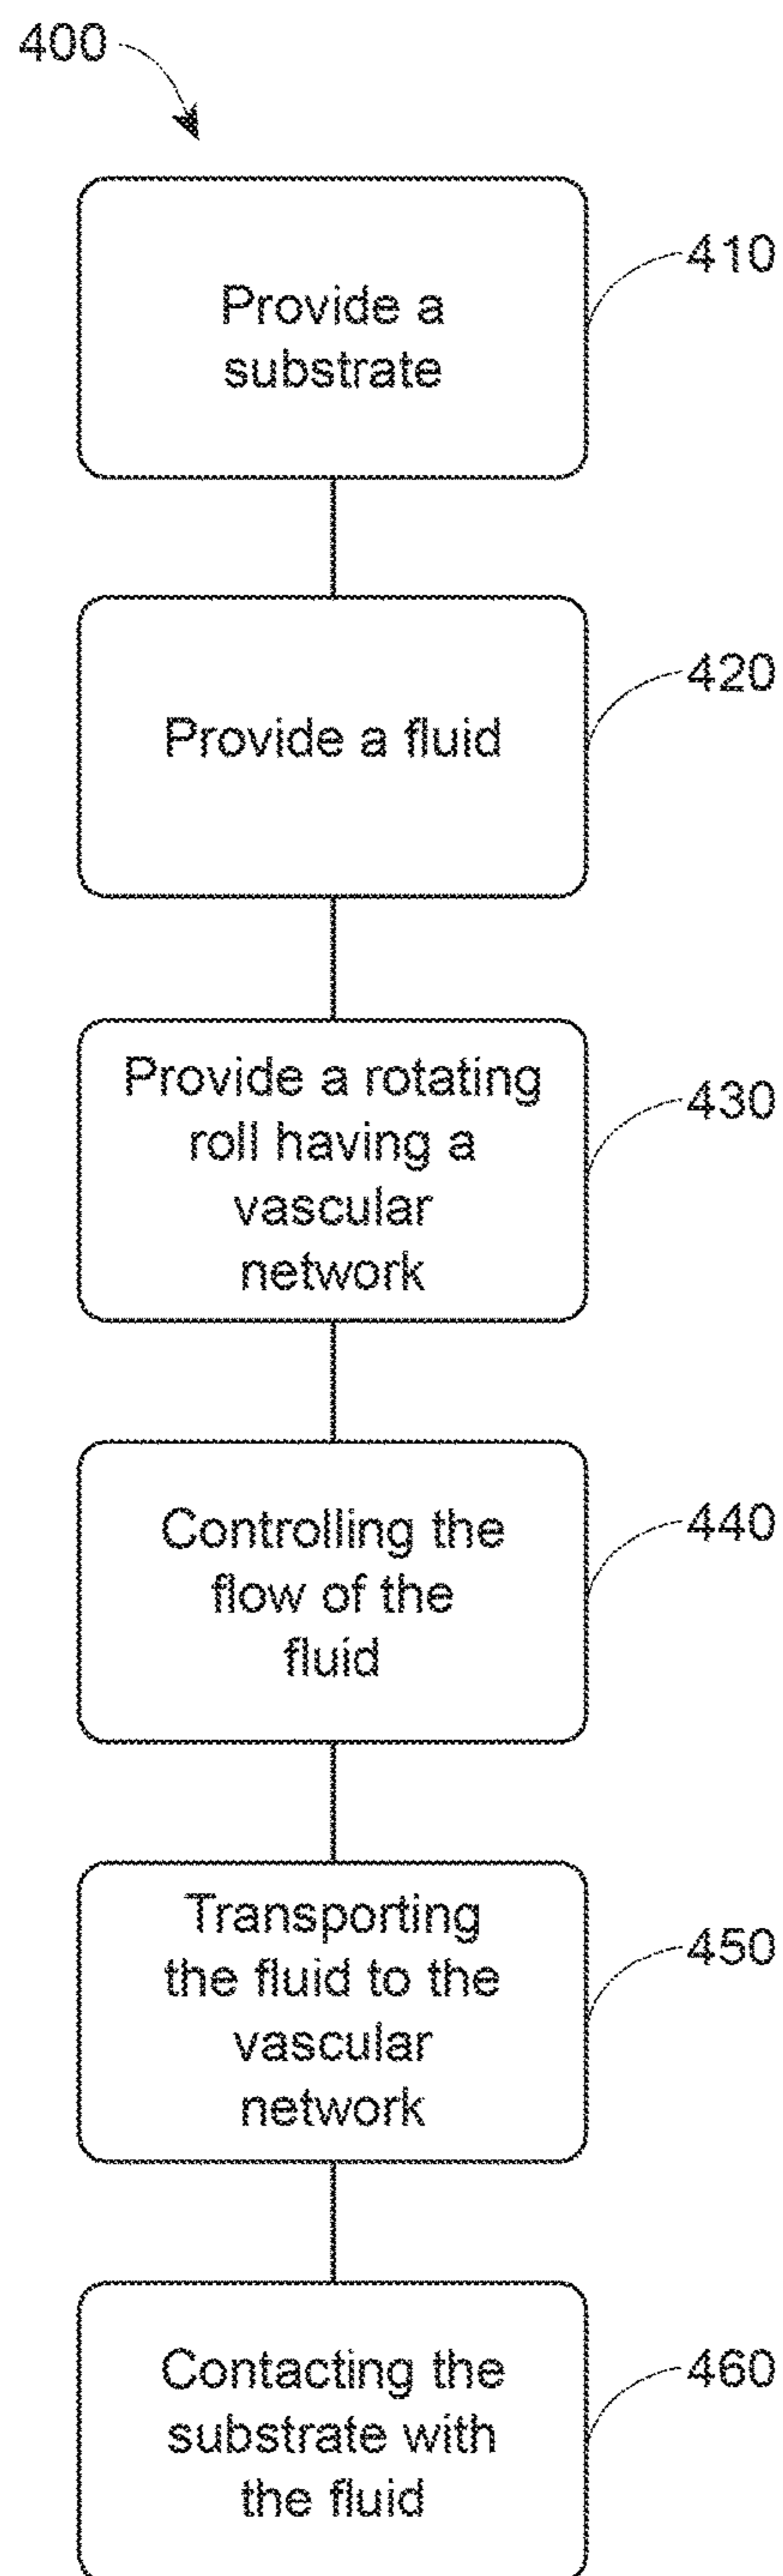 400
410
Provide a
substrate
420
Provide a fluid
430
Provide a rotating
roll having a
vascular
network
440
Controlling the
flow of the
fluid
450
Transporting
the fluid to the
vascular
network
460
Contacting the
substrate with
the fluid